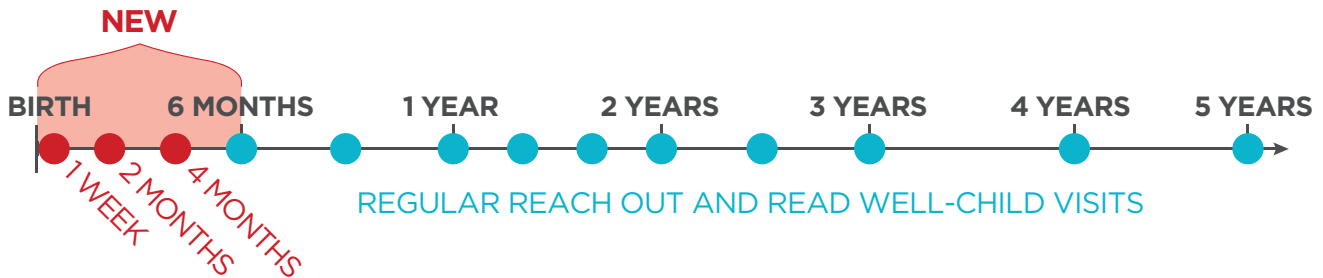 NEW
BIRTH
6 MONTHS
1 YEAR
2 YEARS
3 YEARS
4 YEARS
5 YEARS
1 WEEK
2 MONTHS
4 MONTHS
REGULAR REACH OUT AND READ WELL-CHILD VISITS